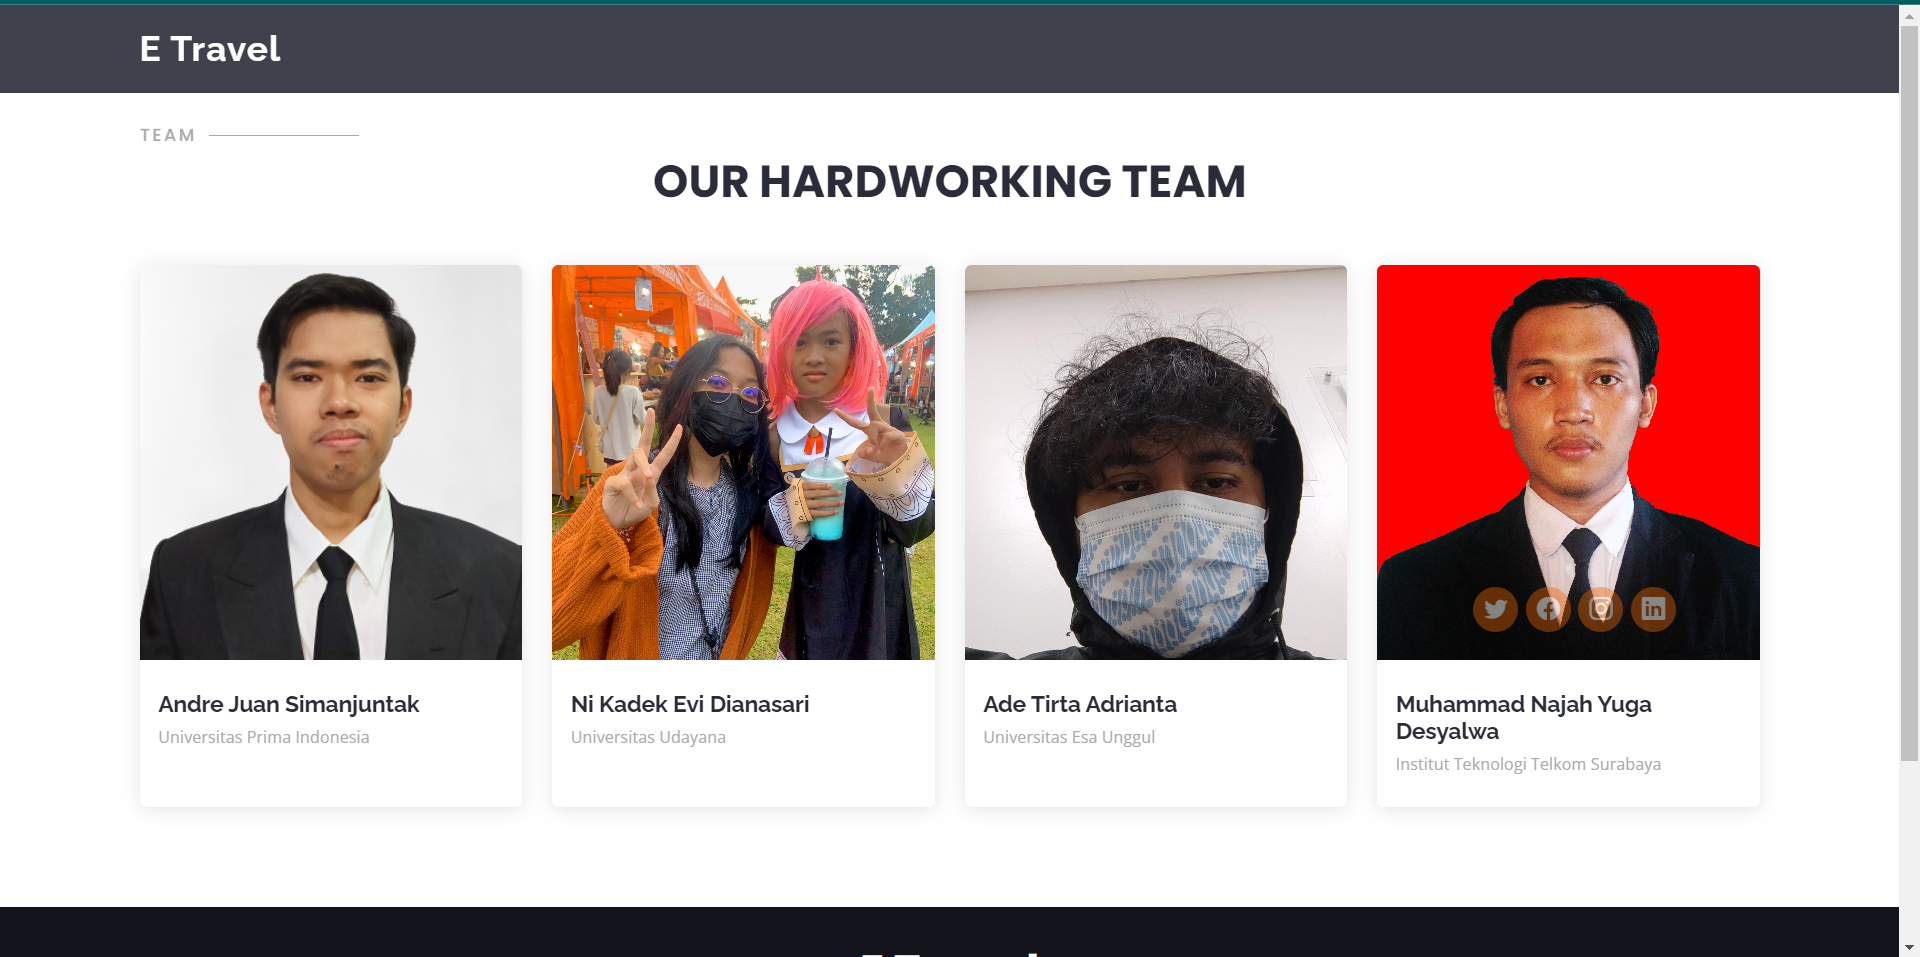 E Travel
TEAM
OUR HARDWORKING TEAM
Andre Juan Simanjuntak
Universitas Prima Indonesia
Ni Kadek Evi Dianasari
Universitas Udayana
Ade Tirta Adrianta
Universitas Esa Unggul
Muhammad Najah Yuga
Desyalwa
Institut Teknologi Telkom Surabaya